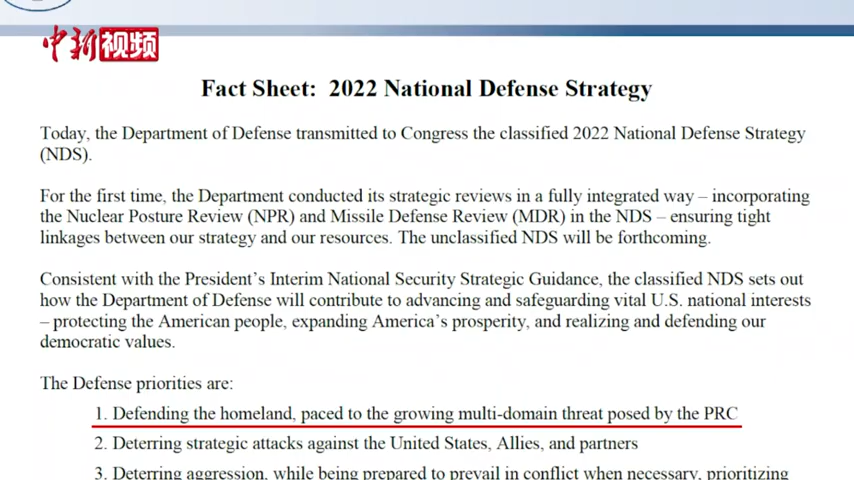 中新视频
Fact Sheet: 2022 National Defense Strategy
Today, the Department of Defense transmitted to Congress the classified 2022 National Defense Strategy
(NDS).
For the first time, the Department conducted its strategic reviews in a fully integrated way – incorporating
the Nuclear Posture Review (NPR) and Missile Defense Review (MDR) in the NDS – ensuring tight
linkages between our strategy and our resources. The unclassified NDS will be forthcoming.
Consistent with the President's Interim National Security Strategic Guidance, the classified NDS sets out
how the Department of Defense will contribute to advancing and safeguarding vital U.S. national interests
– protecting the American people, expanding America's prosperity, and realizing and defending our
democratic values.
The Defense priorities are:
1. Defending the homeland, paced to the growing multi-domain threat posed by the PRC
2. Deterring strategic attacks against the United States, Allies, and partners
3. Deterring aggression, while being prepared to prevail in conflict when necessary, prioritizing